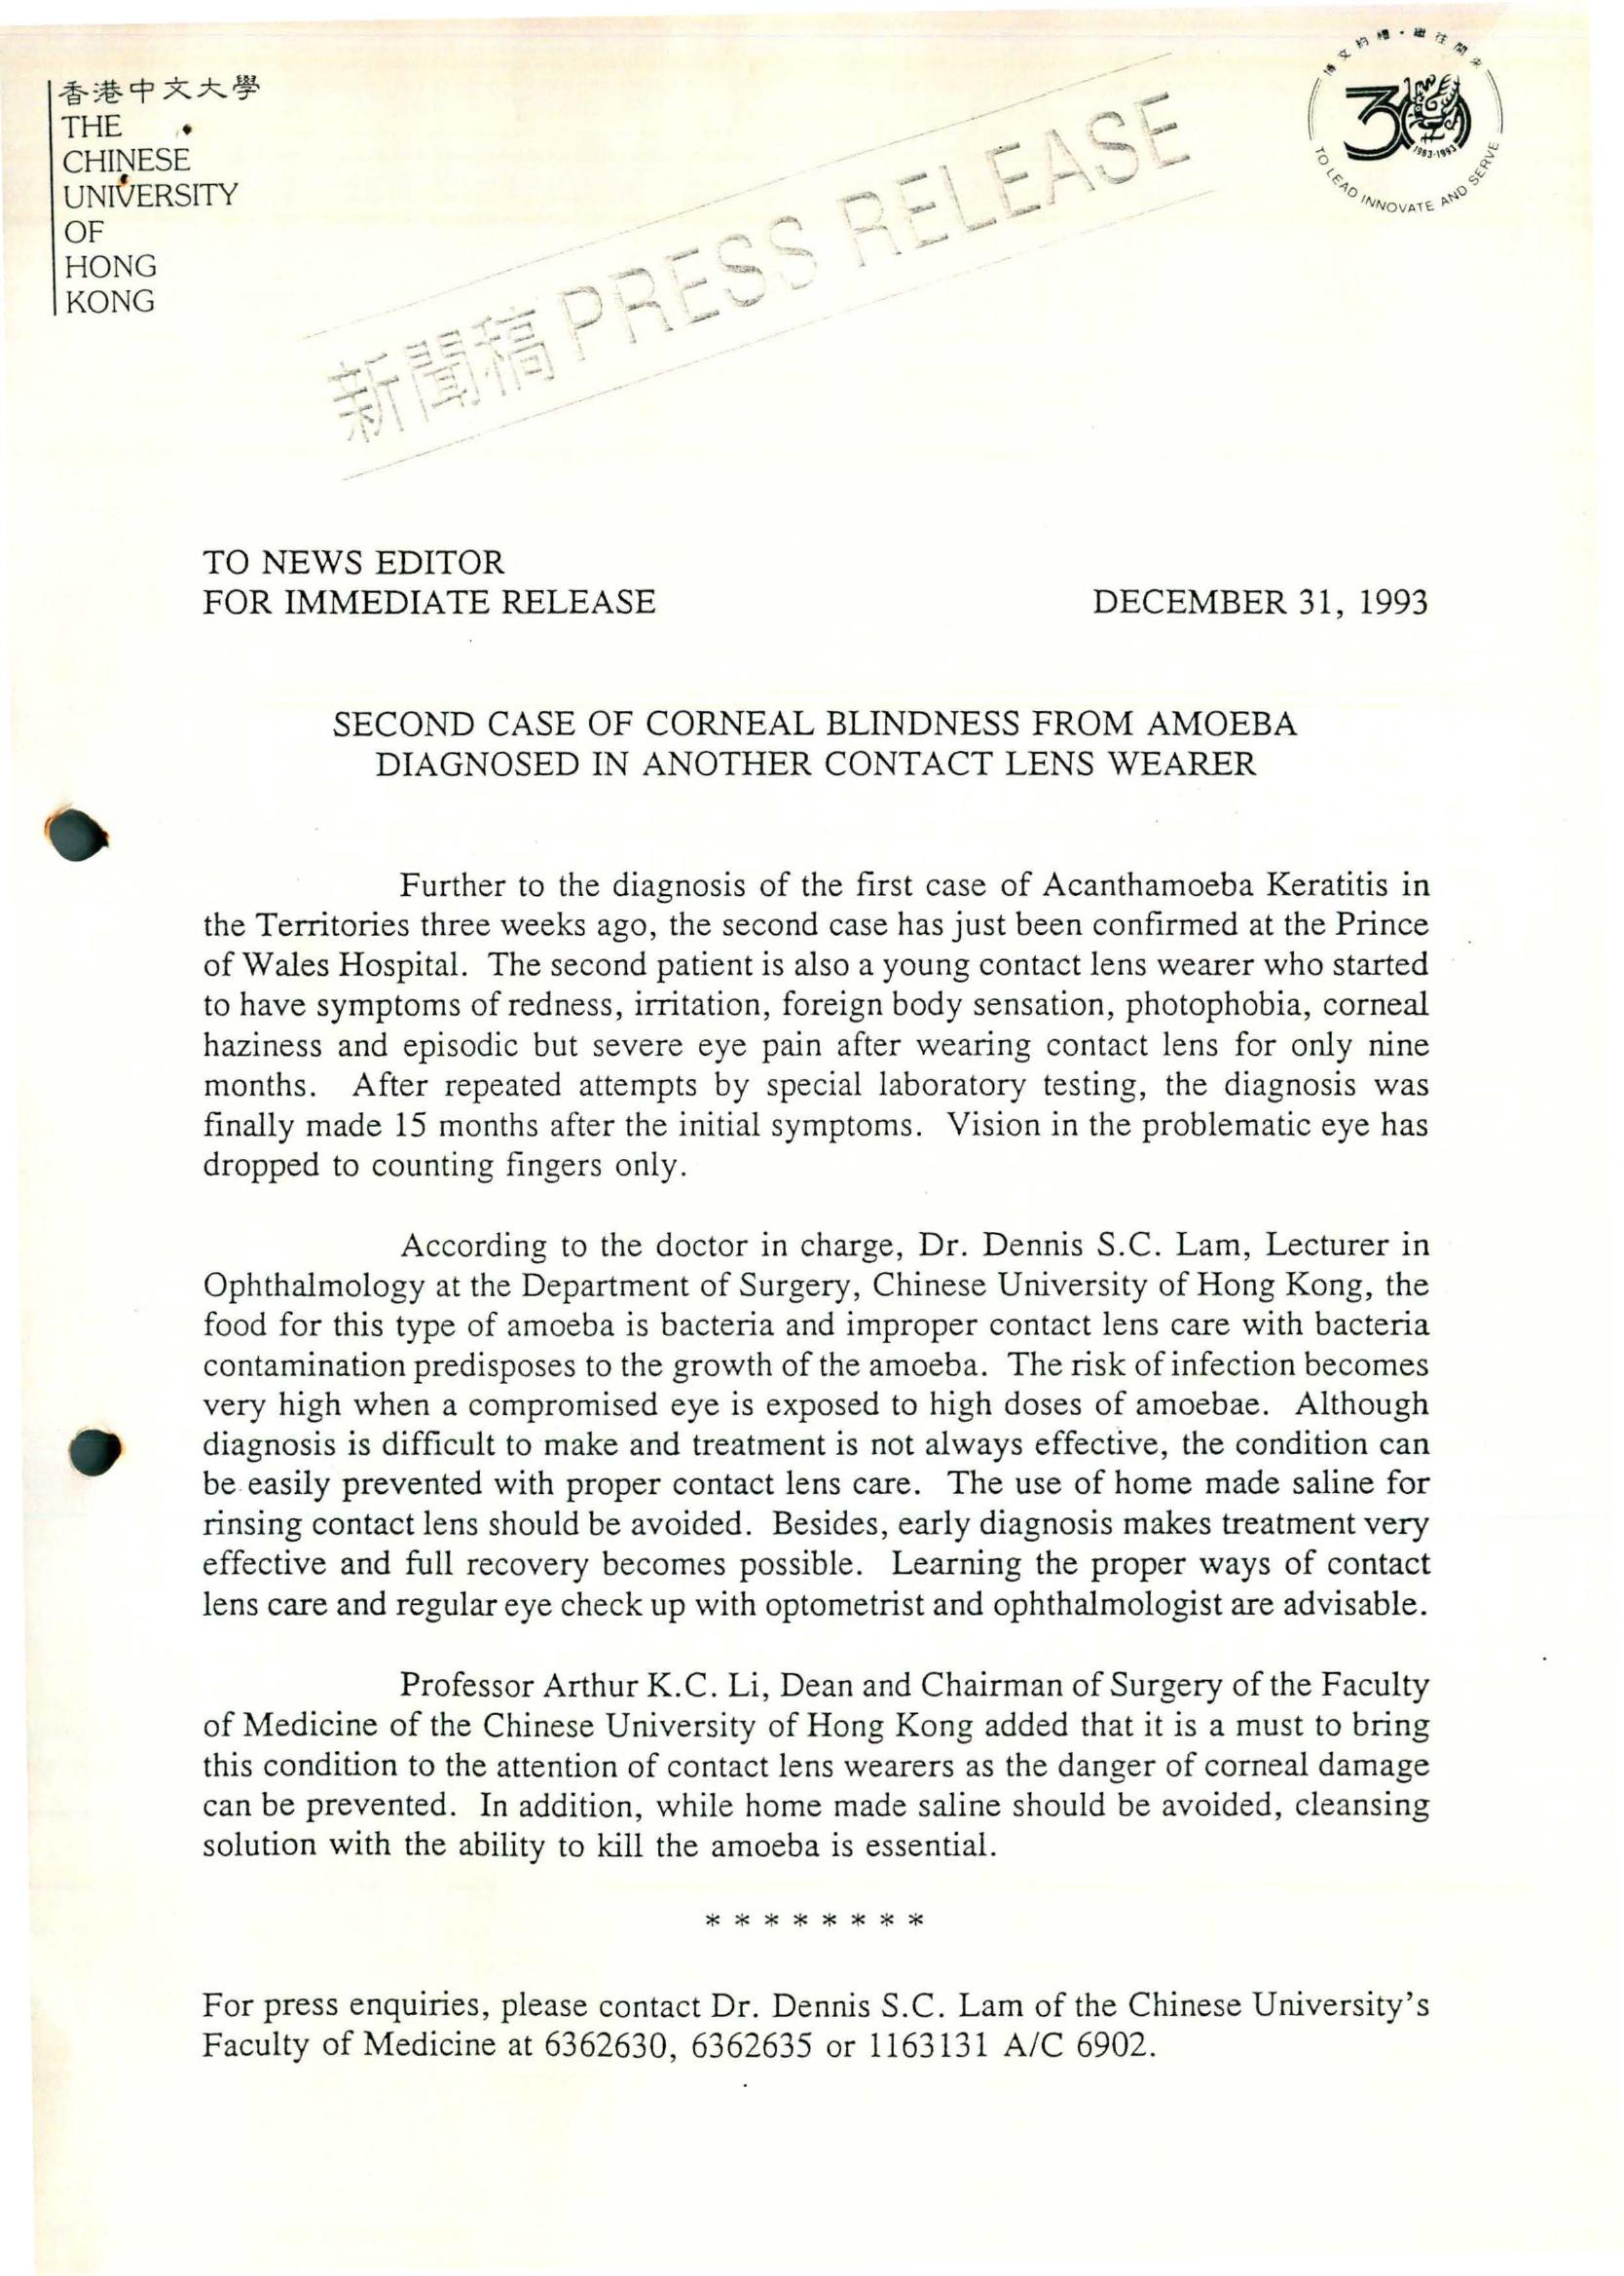 香港中文大學
THE
CHINESE
UNIVERSITY
OF
HONG
KONG
博文約禮·繼往開來
30
1963-1993
TO LEAD INNOVATE AND SERVE
新聞稿 PRESS RELEASE
TO NEWS EDITOR
FOR IMMEDIATE RELEASE DECEMBER 31, 1993
SECOND CASE OF CORNEAL BLINDNESS FROM AMOEBA
DIAGNOSED IN ANOTHER CONTACT LENS WEARER
Further to the diagnosis of the first case of Acanthamoeba Keratitis in
the Territories three weeks ago, the second case has just been confirmed at the Prince
of Wales Hospital. The second patient is also a young contact lens wearer who started
to have symptoms of redness, irritation, foreign body sensation, photophobia, corneal
haziness and episodic but severe eye pain after wearing contact lens for only nine
months. After repeated attempts by special laboratory testing, the diagnosis was
finally made 15 months after the initial symptoms. Vision in the problematic eye has
dropped to counting fingers only.
According to the doctor in charge, Dr. Dennis S.C. Lam, Lecturer in
Ophthalmology at the Department of Surgery, Chinese University of Hong Kong, the
food for this type of amoeba is bacteria and improper contact lens care with bacteria
contamination predisposes to the growth of the amoeba. The risk of infection becomes
very high when a compromised eye is exposed to high doses of amoebae. Although
diagnosis is difficult to make and treatment is not always effective, the condition can
be easily prevented with proper contact lens care. The use of home made saline for
rinsing contact lens should be avoided. Besides, early diagnosis makes treatment very
effective and full recovery becomes possible. Learning the proper ways of contact
lens care and regular eye check up with optometrist and ophthalmologist are advisable.
Professor Arthur K.C. Li, Dean and Chairman of Surgery of the Faculty
of Medicine of the Chinese University of Hong Kong added that it is a must to bring
this condition to the attention of contact lens wearers as the danger of corneal damage
can be prevented. In addition, while home made saline should be avoided, cleansing
solution with the ability to kill the amoeba is essential.
* * * * * * * *
For press enquiries, please contact Dr. Dennis S.C. Lam of the Chinese University's
Faculty of Medicine at 6362630, 6362635 or 1163131 A/C 6902.